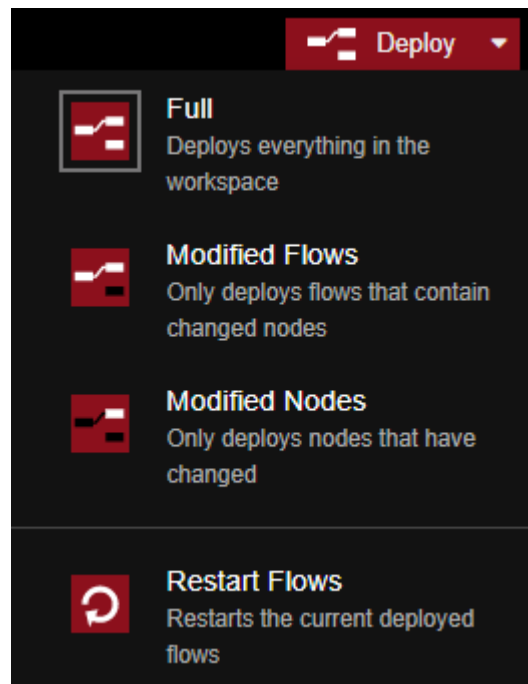 Deploy
Full
Deploys everything in the
workspace
Modified Flows
Only deploys flows that contain
changed nodes
Modified Nodes
Only deploys nodes that have
changed
Restart Flows
Restarts the current deployed
flows